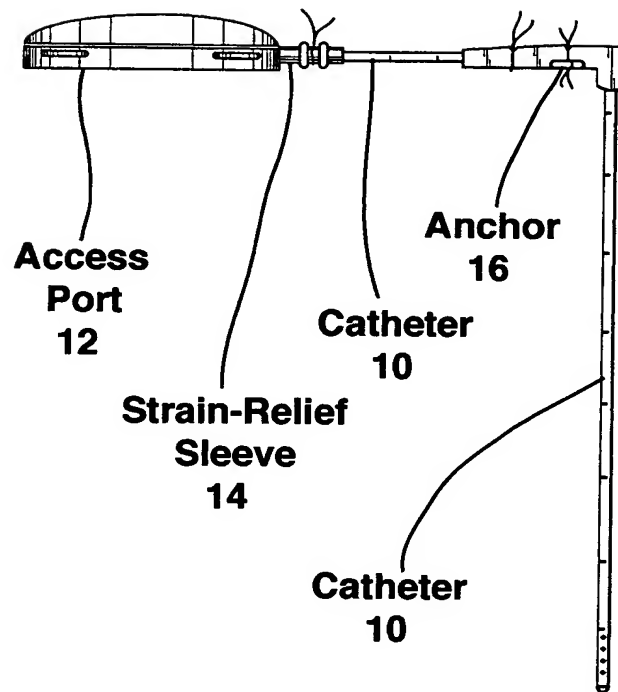 Access
Port
12
Strain-Relief
Sleeve
14
Catheter
10
Anchor
16
Catheter
10